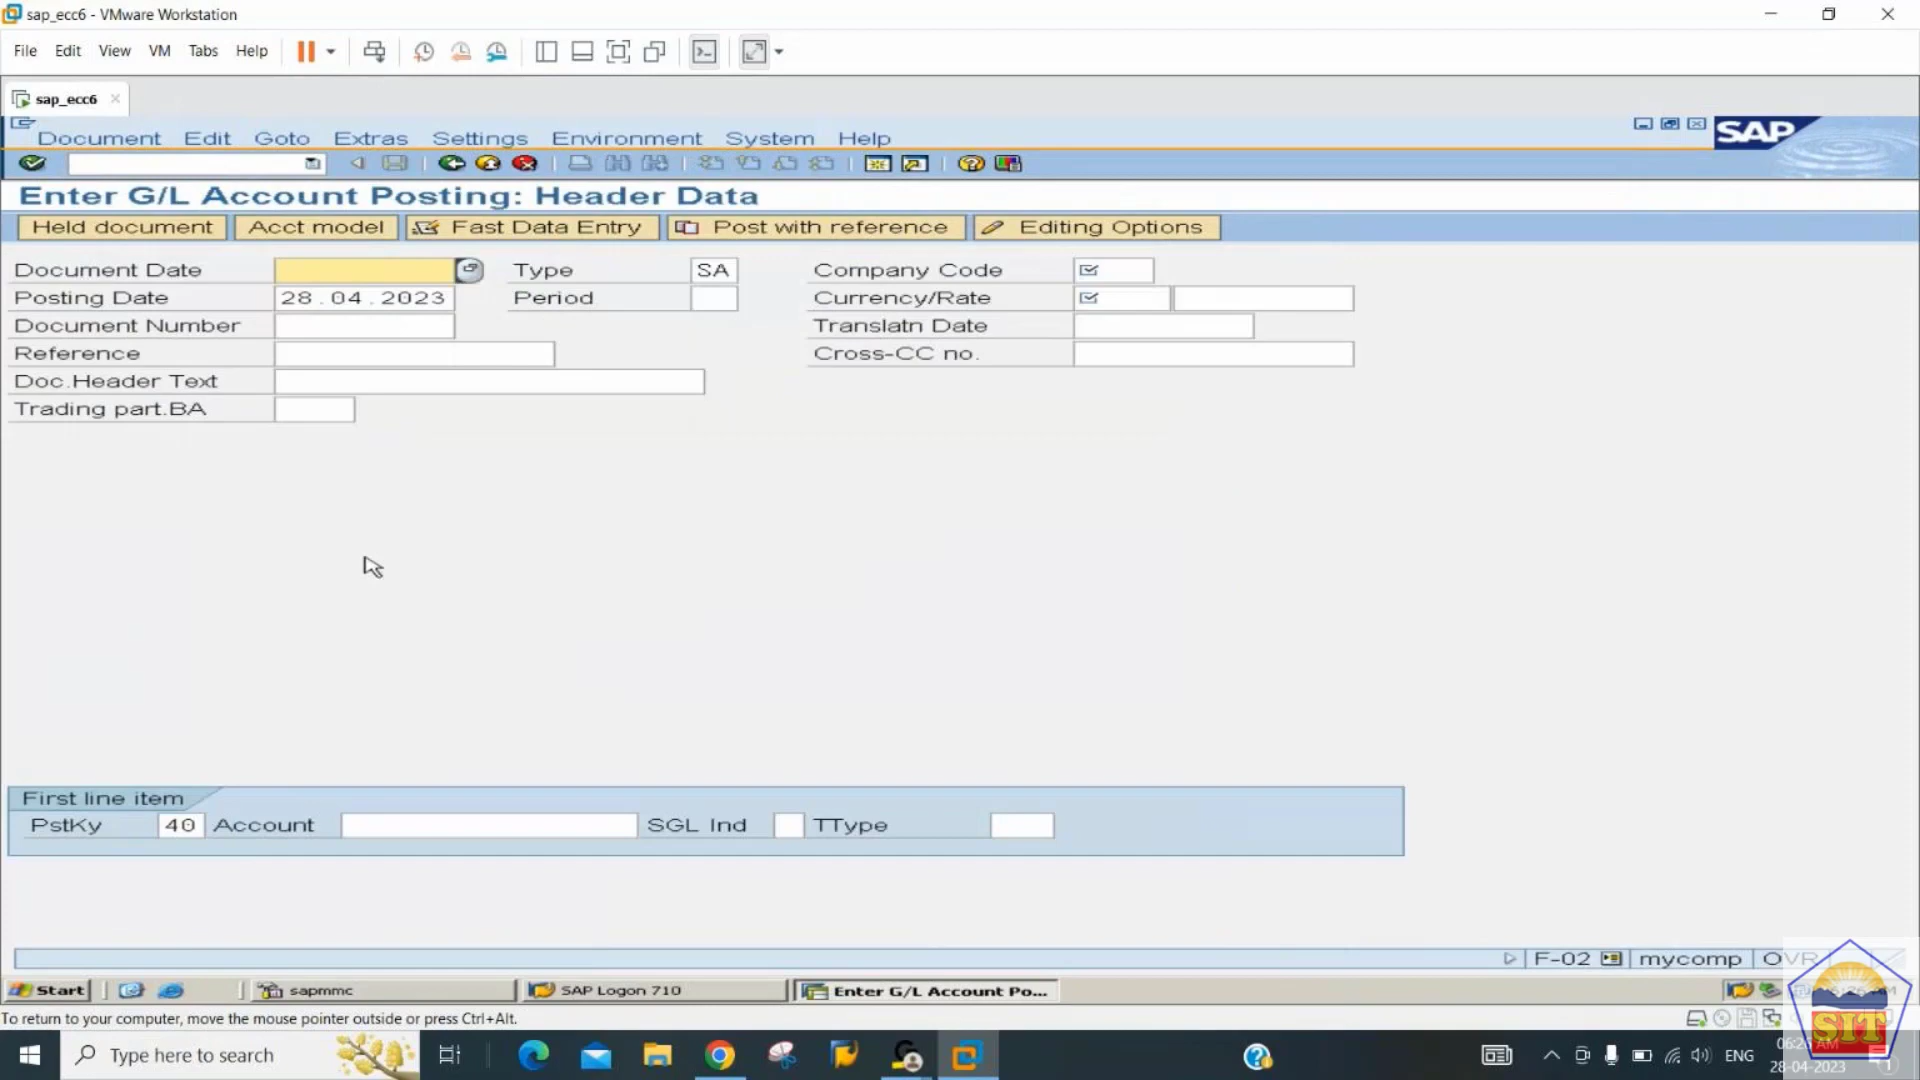 sap_ecc6 - VMware Workstation
File Edit View VM Tabs Help
sap_ecc6
Document Edit Goto Extras Settings Environment System Help
SAP
Enter G/L Account Posting: Header Data
Held document Acct model Fast Data Entry Post with reference Editing Options
Document Date Type SA Company Code
Posting Date 28.04.2023 Period Currency/Rate
Document Number Translatn Date
Reference Cross-CC no.
Doc.Header Text
Trading part.BA
First line item
PstKy 40 Account SGL Ind TType
F-02 mycomp OVR
Start sapmmc SAP Logon 710 Enter G/L Account Po...
To return to your computer, move the mouse pointer outside or press Ctrl+Alt.
SIT
Type here to search
ENG
28-04-2023